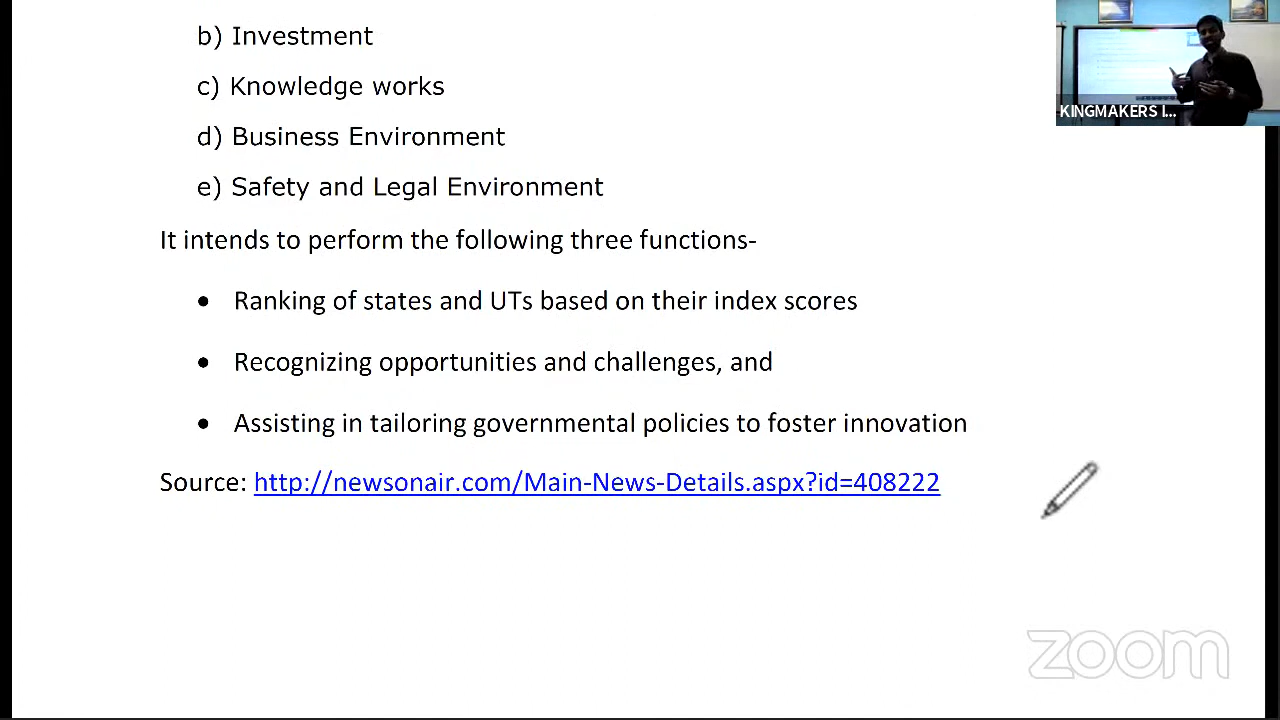 b) Investment
KINGMAKERS I...
c) Knowledge works
d) Business Environment
e) Safety and Legal Environment
It intends to perform the following three functions-
• Ranking of states and UTs based on their index scores
• Recognizing opportunities and challenges, and
• Assisting in tailoring governmental policies to foster innovation
Source: http://newsonair.com/Main-News-Details.aspx?id=408222
zoom